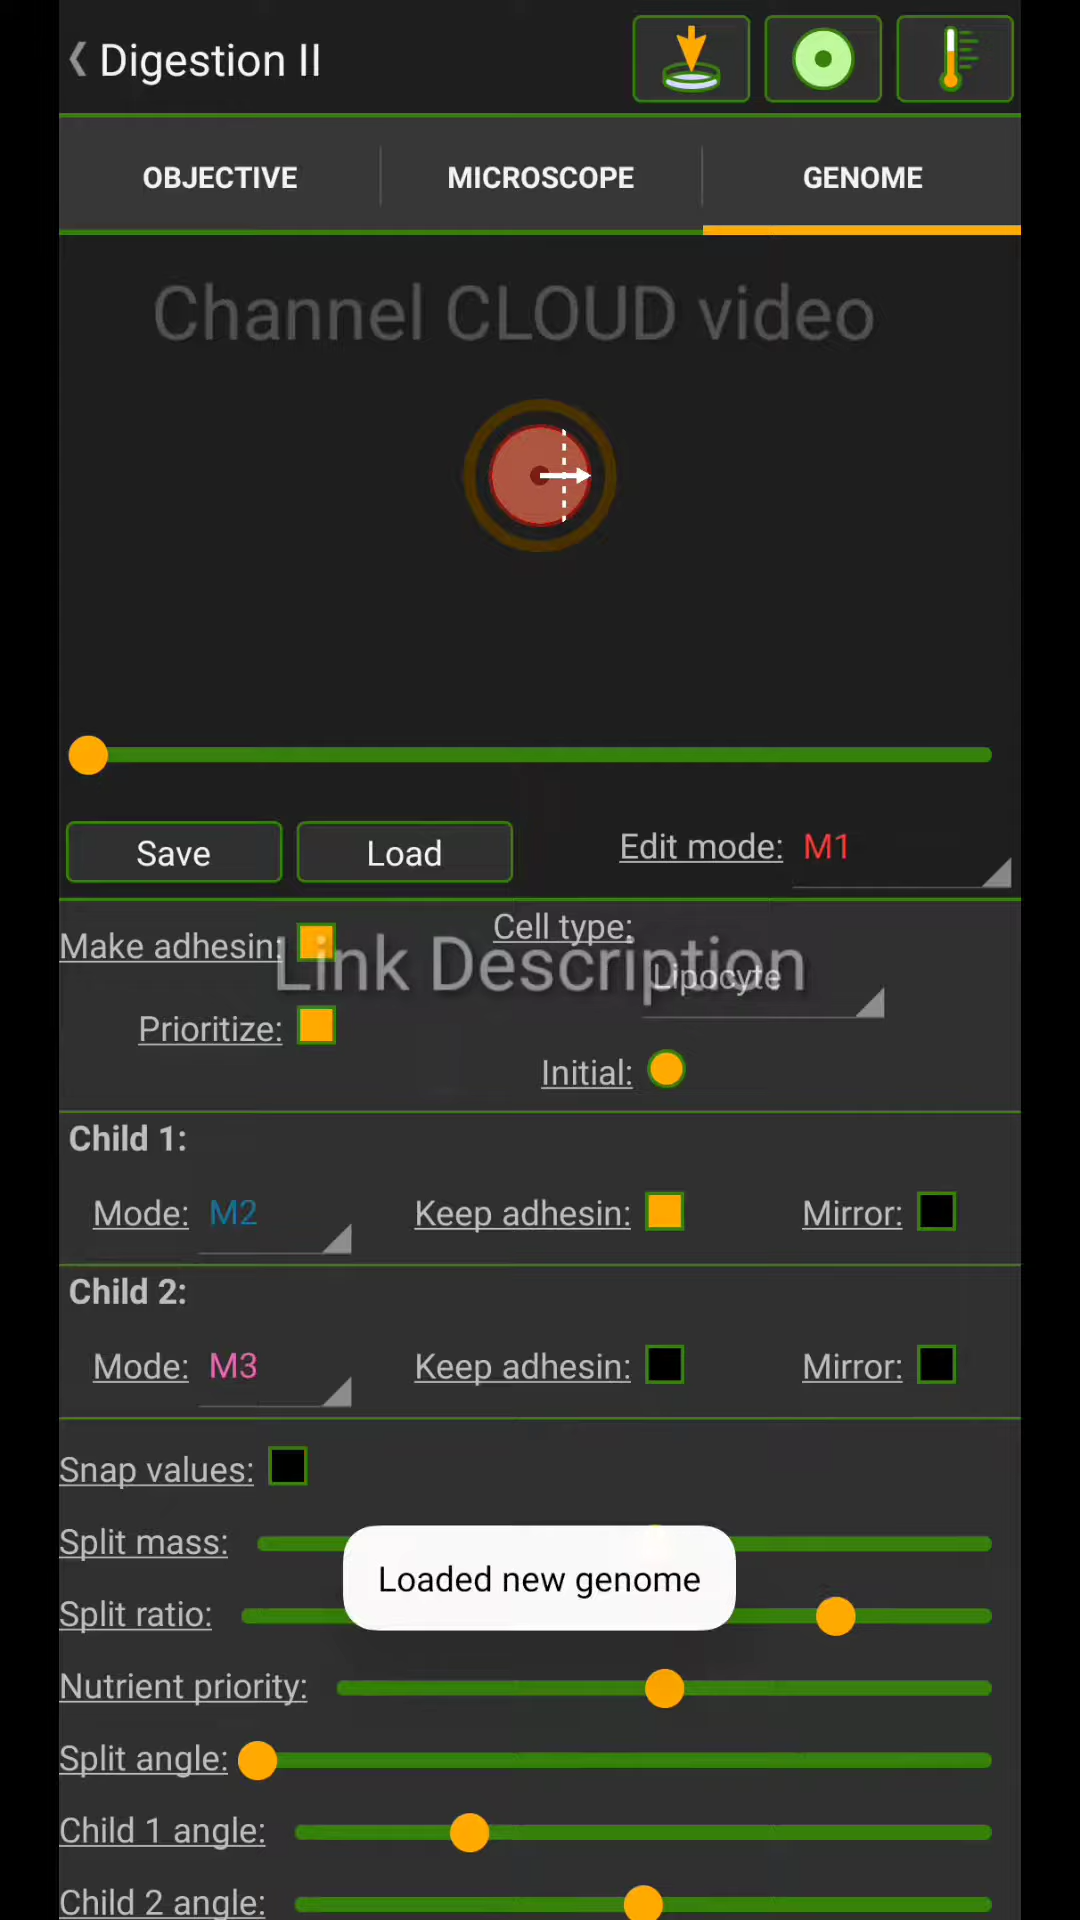 Digestion II
OBJECTIVE MICROSCOPE GENOME
Channel CLOUD video
Save Load Edit mode: M1
Make adhesin: Cell type: Lipocyte
Link Description
Prioritize:
Initial:
Child 1:
Mode: M2 Keep adhesin: Mirror:
Child 2:
Mode: M3 Keep adhesin: Mirror:
Snap values:
Split mass:
Loaded new genome
Split ratio:
Nutrient priority:
Split angle:
Child 1 angle:
Child 2 angle: